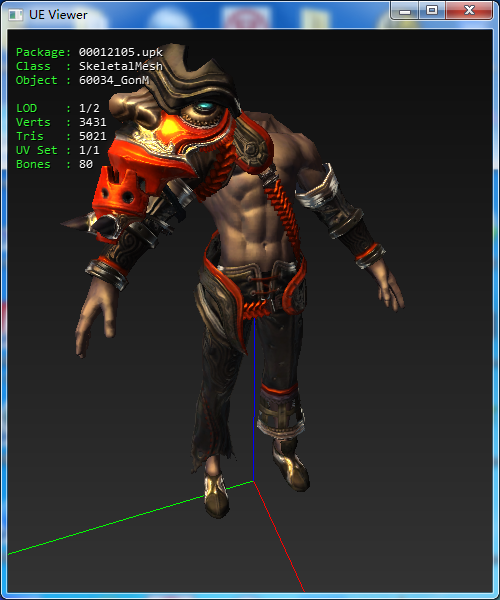 UE Viewer
Package: 00012105.upk
Class : SkeletalMesh
Object : 60034_GonM
LOD : 1/2
Verts : 3431
Tris : 5021
UV Set : 1/1
Bones : 80